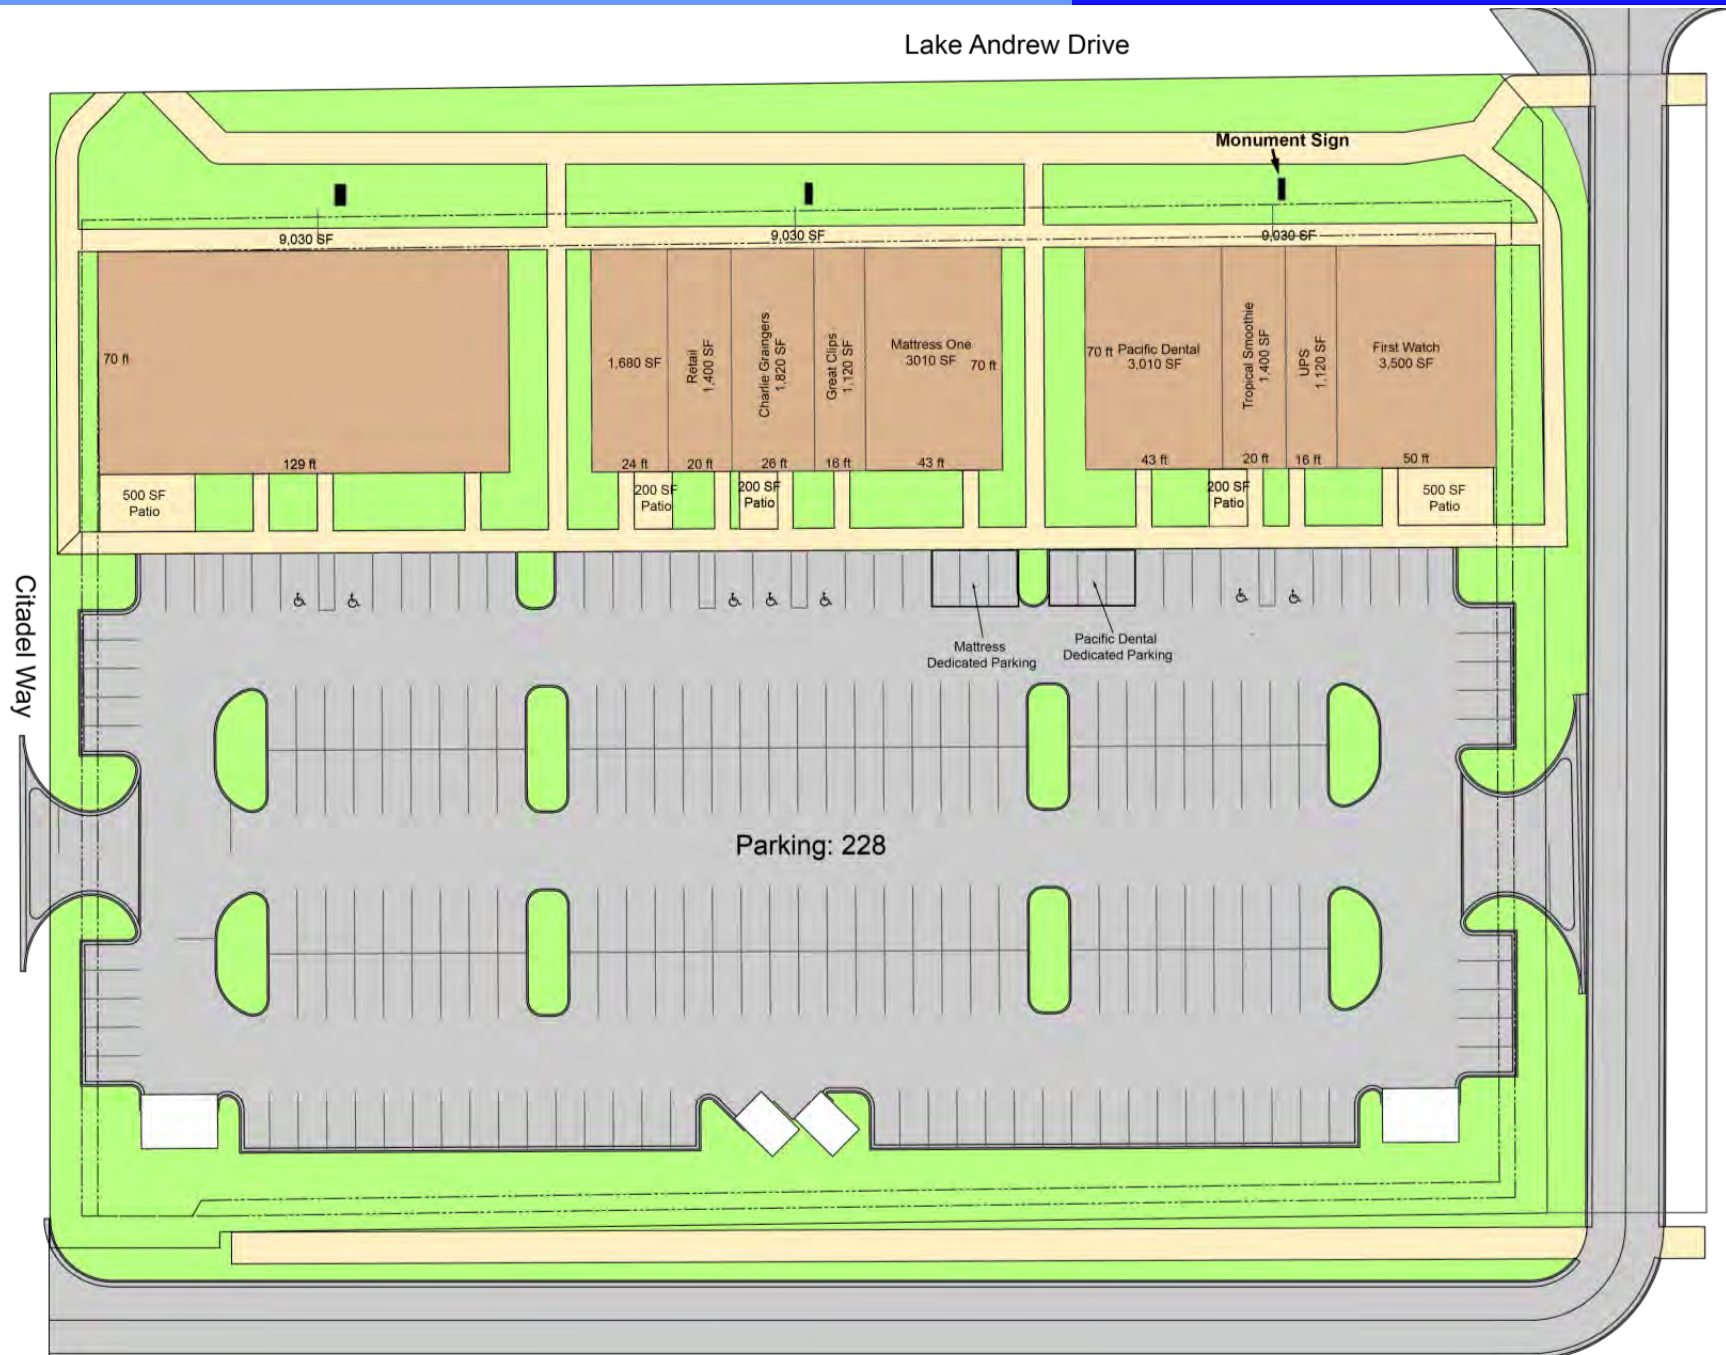 Lake Andrew Drive
Monument Sign
9,030 SF
9,030 SF
9,030 SF
70 ft
129 ft
1,680 SF
24 ft
Retail
1,400 SF
20 ft
Charlie Graingers
1,820 SF
26 ft
Great Clips
1,120 SF
16 ft
Mattress One
3010 SF
70 ft
43 ft
70 ft
Pacific Dental
3,010 SF
43 ft
Tropical Smoothie
1,400 SF
20 ft
UPS
1,120 SF
16 ft
First Watch
3,500 SF
50 ft
500 SF
Patio
200 SF
Patio
200 SF
Patio
200 SF
Patio
500 SF
Patio
Citadel Way
Mattress
Dedicated Parking
Pacific Dental
Dedicated Parking
Parking: 228